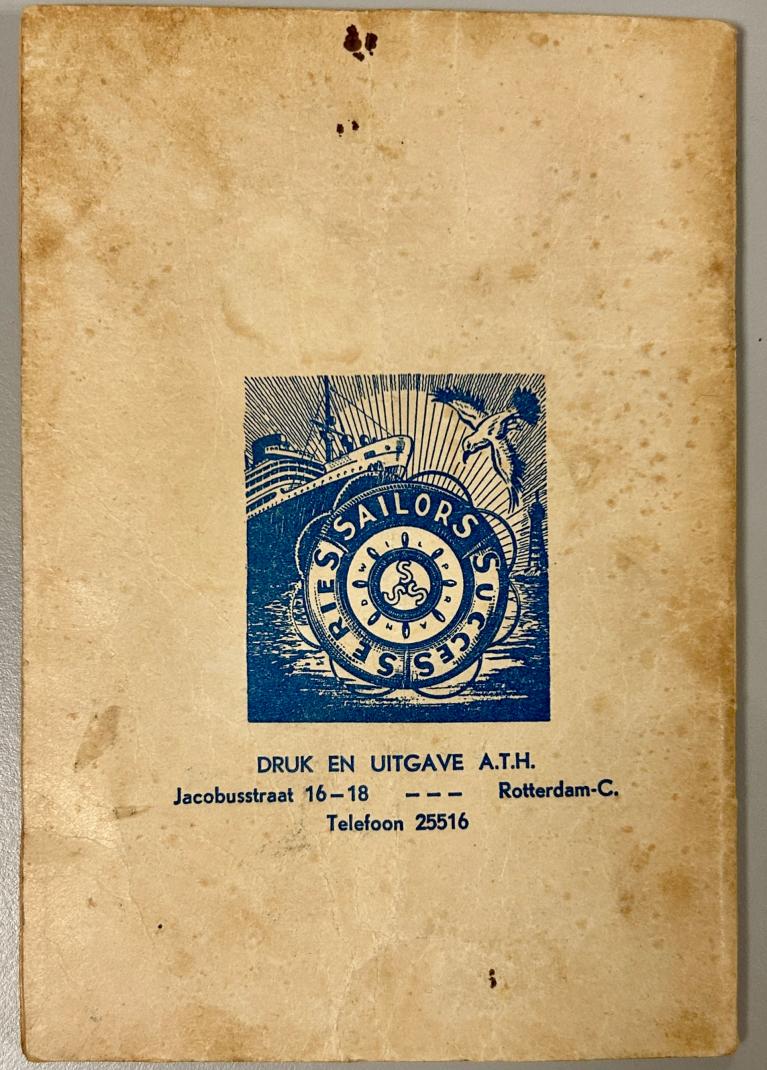 SAILORS SUCCES SERIES
DRUK EN UITGAVE A.T.H.
Jacobusstraat 16–18 – – – Rotterdam-C.
Telefoon 25516